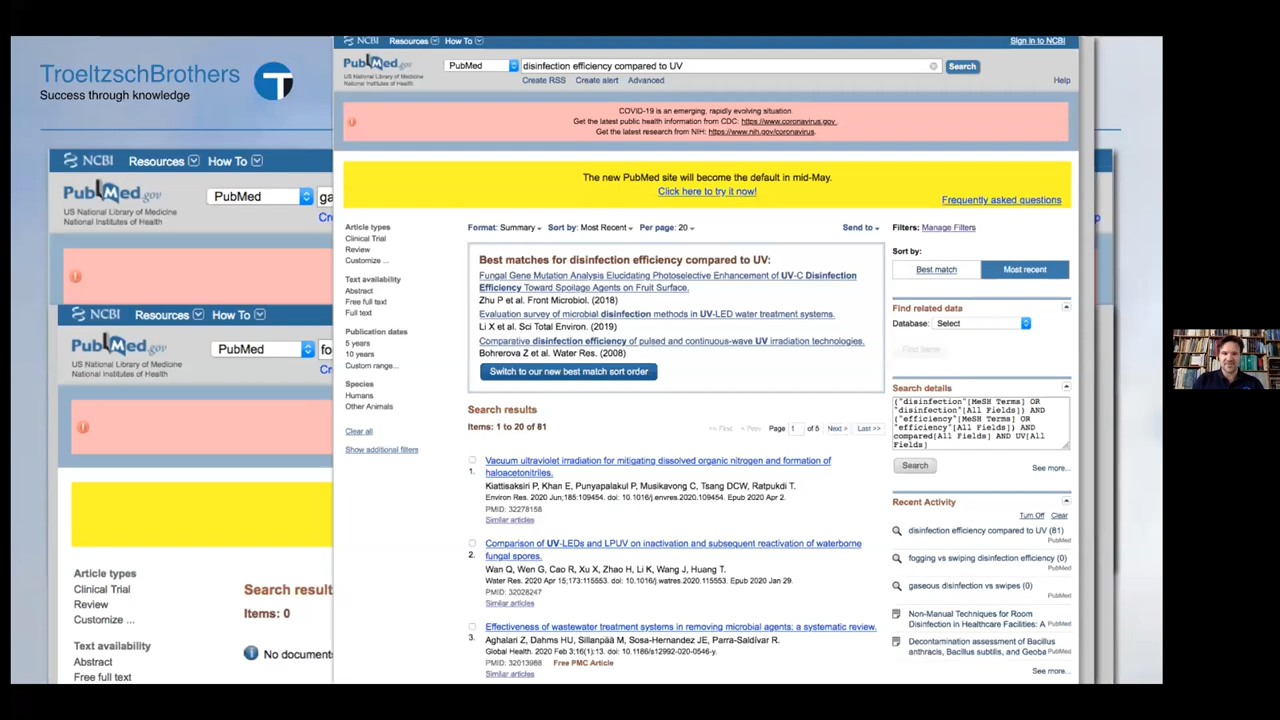 TroeltzschBrothers
Success through knowledge
T
NCBI Resources How To
PubMed.gov
US National Library of Medicine
National Institutes of Health
PubMed
ga
Cr
NCBI Resources How To
PubMed.gov
US National Library of Medicine
National Institutes of Health
PubMed
fo
Cr
Article types
Clinical Trial
Review
Customize ...
Text availability
Abstract
Free full text
Search result
Items: 0
No document
NCBI Resources How To
Sign in to NCBI
PubMed.gov
US National Library of Medicine
National Institutes of Health
PubMed
disinfection efficiency compared to UV
Search
Create RSS Create alert Advanced
Help
COVID-19 is an emerging, rapidly evolving situation.
Get the latest public health information from CDC: https://www.coronavirus.gov .
Get the latest research from NIH: https://www.nih.gov/coronavirus.
The new PubMed site will become the default in mid-May.
Click here to try it now!
Frequently asked questions
Article types
Clinical Trial
Review
Customize ...
Text availability
Abstract
Free full text
Full text
Publication dates
5 years
10 years
Custom range...
Species
Humans
Other Animals
Clear all
Show additional filters
Format: Summary Sort by: Most Recent Per page: 20
Send to
Best matches for disinfection efficiency compared to UV:
Fungal Gene Mutation Analysis Elucidating Photoselective Enhancement of UV-C Disinfection
Efficiency Toward Spoilage Agents on Fruit Surface.
Zhu P et al. Front Microbiol. (2018)
Evaluation survey of microbial disinfection methods in UV-LED water treatment systems.
Li X et al. Sci Total Environ. (2019)
Comparative disinfection efficiency of pulsed and continuous-wave UV irradiation technologies.
Bohrerova Z et al. Water Res. (2008)
Switch to our new best match sort order
Search results
Items: 1 to 20 of 81
<< First < Prev Page 1 of 5 Next > Last >>
Vacuum ultraviolet irradiation for mitigating dissolved organic nitrogen and formation of
1. haloacetonitriles.
Kiattisaksiri P, Khan E, Punyapalakul P, Musikavong C, Tsang DCW, Ratpukdi T.
Environ Res. 2020 Jun;185:109454. doi: 10.1016/j.envres.2020.109454. Epub 2020 Apr 2.
PMID: 32278158
Similar articles
Comparison of UV-LEDs and LPUV on inactivation and subsequent reactivation of waterborne
2. fungal spores.
Wan Q, Wen G, Cao R, Xu X, Zhao H, Li K, Wang J, Huang T.
Water Res. 2020 Apr 15;173:115553. doi: 10.1016/j.watres.2020.115553. Epub 2020 Jan 29.
PMID: 32028247
Similar articles
Effectiveness of wastewater treatment systems in removing microbial agents: a systematic review.
3. Aghalari Z, Dahms HU, Sillanpää M, Sosa-Hernandez JE, Parra-Saldívar R.
Global Health. 2020 Feb 3;16(1):13. doi: 10.1186/s12992-020-0546-y.
PMID: 32013988 Free PMC Article
Similar articles
Filters: Manage Filters
Sort by:
Best match Most recent
Find related data
Database: Select
Find items
Search details
("disinfection"[MeSH Terms] OR
"disinfection"[All Fields]) AND
("efficiency"[MeSH Terms] OR
"efficiency"[All Fields]) AND
compared[All Fields] AND UV[All
Fields]
Search
See more...
Recent Activity
Turn Off Clear
disinfection efficiency compared to UV (81)
PubMed
fogging vs swiping disinfection efficiency (0)
PubMed
gaseous disinfection vs swipes (0)
PubMed
Non-Manual Techniques for Room
Disinfection in Healthcare Facilities: A PubMed
Decontamination assessment of Bacillus
anthracis, Bacillus subtilis, and Geoba PubMed
See more...